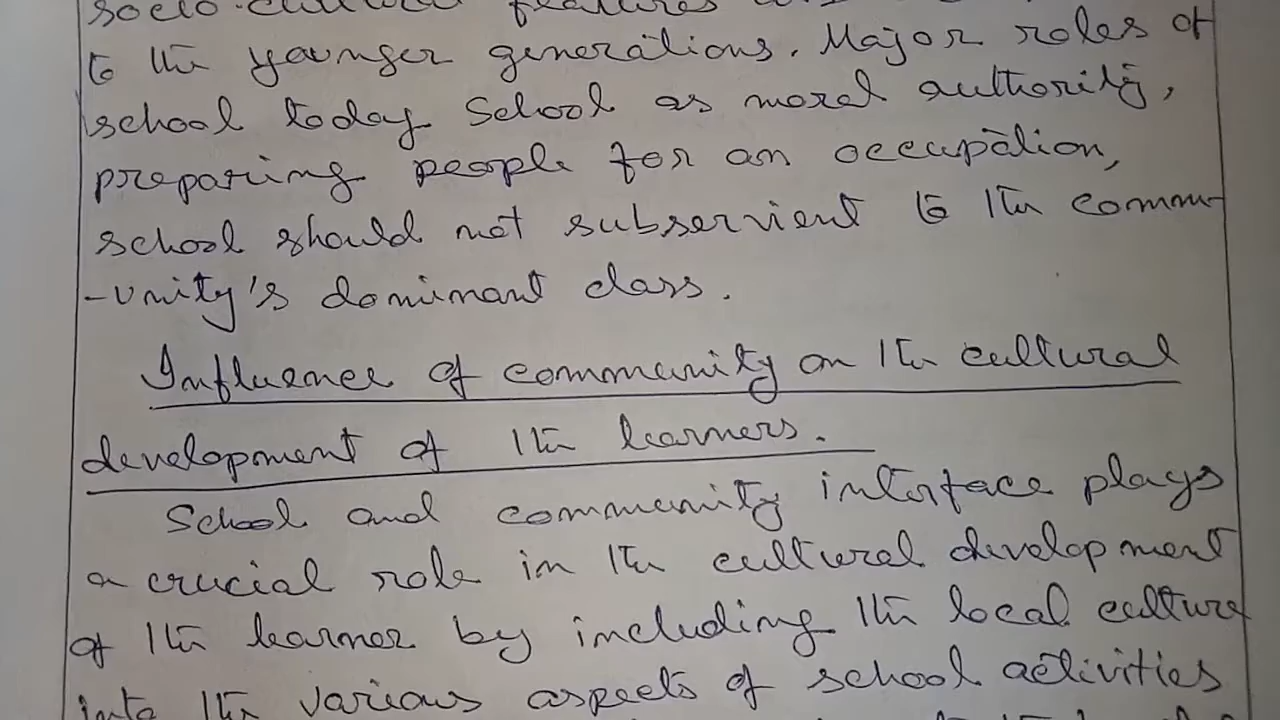 socio-cultural features
to the younger generations. Major roles of
school today School as moral authority,
preparing people for an occupation,
school should not subservient to the comm-
-unity's dominant class.
Influence of community on the cultural
development of the learners.
School and community interface plays
a crucial role in the cultural development
of the learner by including the local culture
into the various aspects of school activities